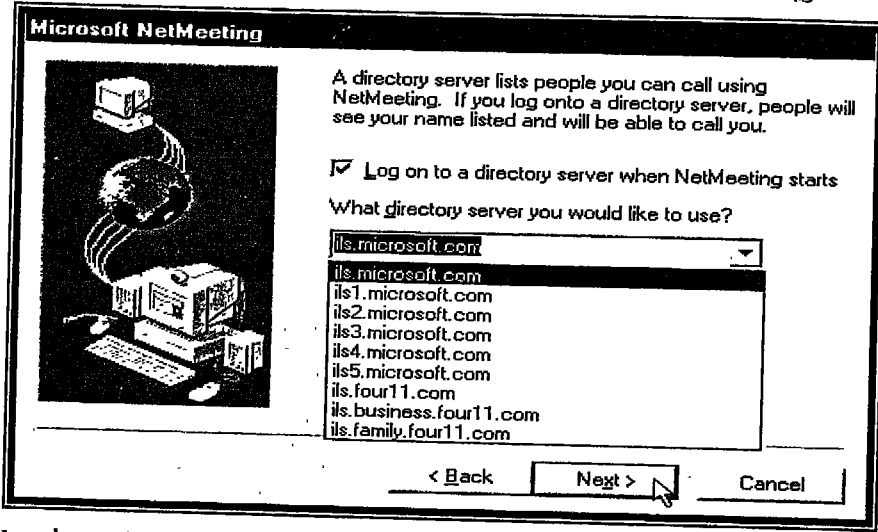 Microsoft NetMeeting
A directory server lists people you can call using
NetMeeting. If you log onto a directory server, people will
see your name listed and will be able to call you.
Log on to a directory server when NetMeeting starts
What directory server you would like to use?
ils.microsoft.com
ils.microsoft.com
ils1.microsoft.com
ils2.microsoft.com
ils3.microsoft.com
ils4.microsoft.com
ils5.microsoft.com
ils.four11.com
ils.business.four11.com
ils.family.four11.com
< Back Next > Cancel